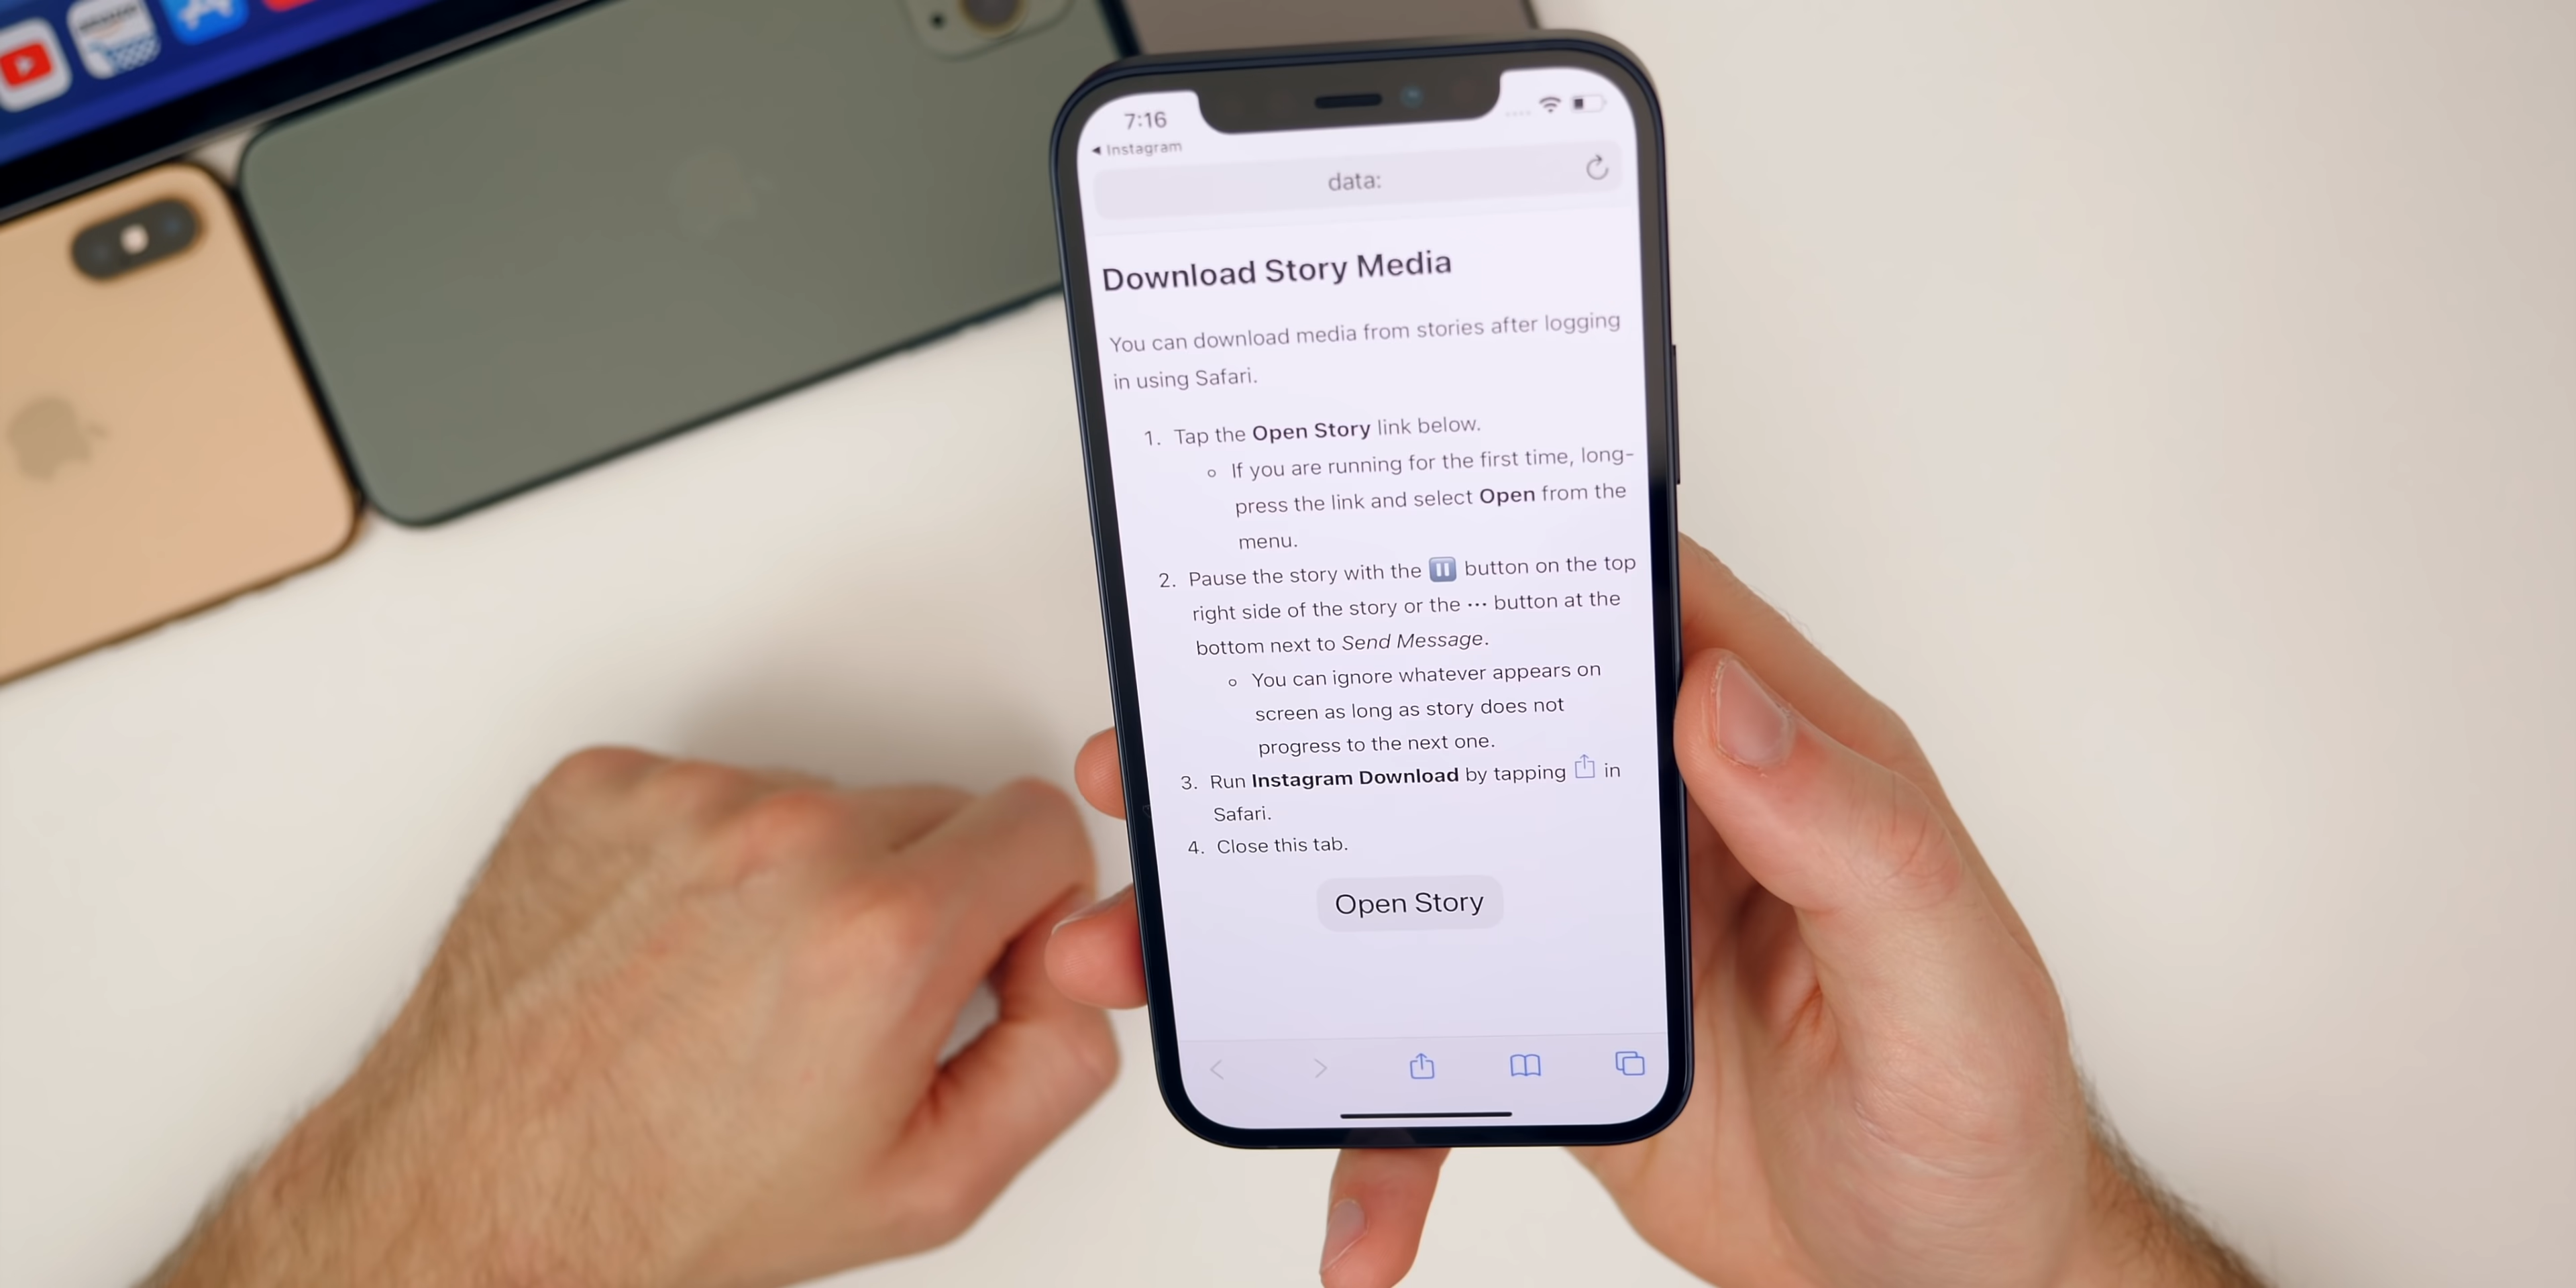 7:16
◀ Instagram
data:
Download Story Media
You can download media from stories after logging
in using Safari.
1. Tap the Open Story link below.
If you are running for the first time, long-
press the link and select Open from the
menu.
2. Pause the story with the ⏸ button on the top
right side of the story or the ··· button at the
bottom next to Send Message.
You can ignore whatever appears on
screen as long as story does not
progress to the next one.
3. Run Instagram Download by tapping in
Safari.
4. Close this tab.
Open Story